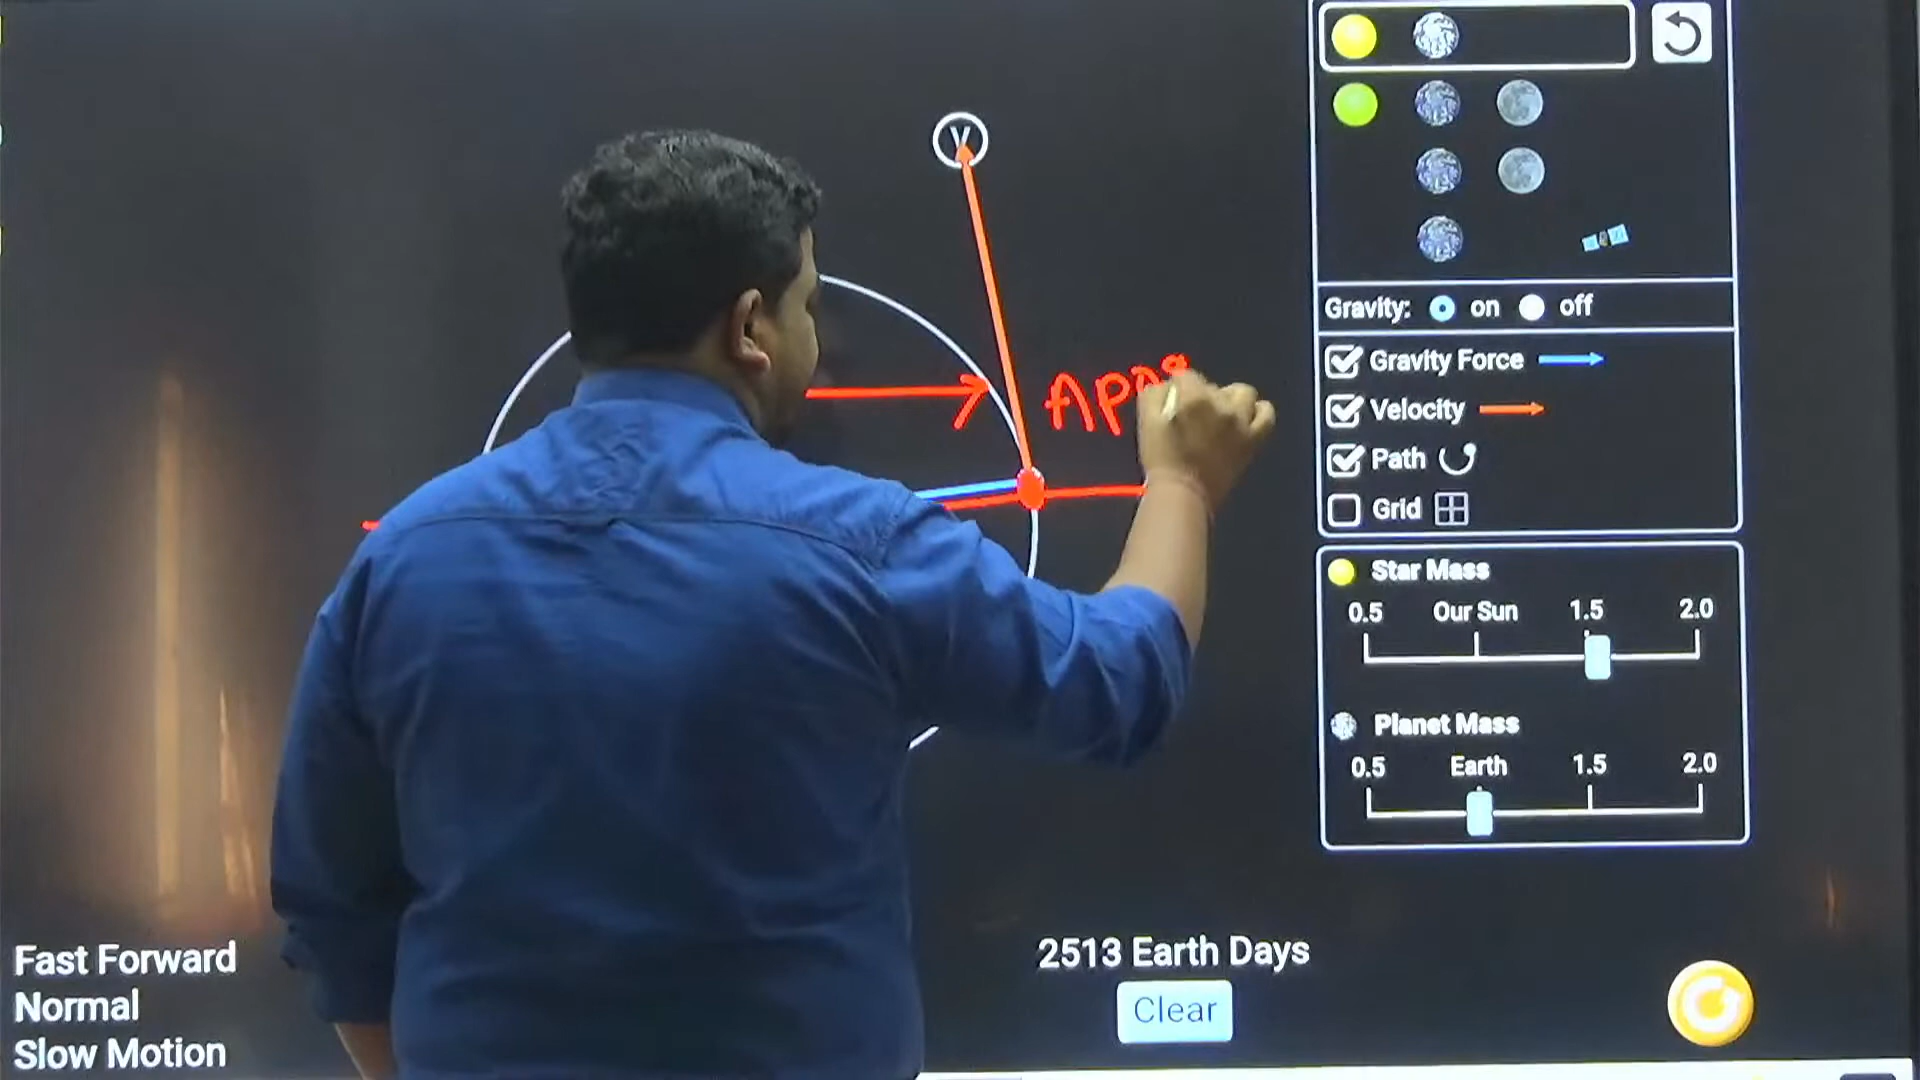 V
Gravity: on off
Gravity Force
Velocity
Path
Grid
Star Mass
0.5 Our Sun 1.5 2.0
Planet Mass
0.5 Earth 1.5 2.0
2513 Earth Days
Clear
Fast Forward
Normal
Slow Motion